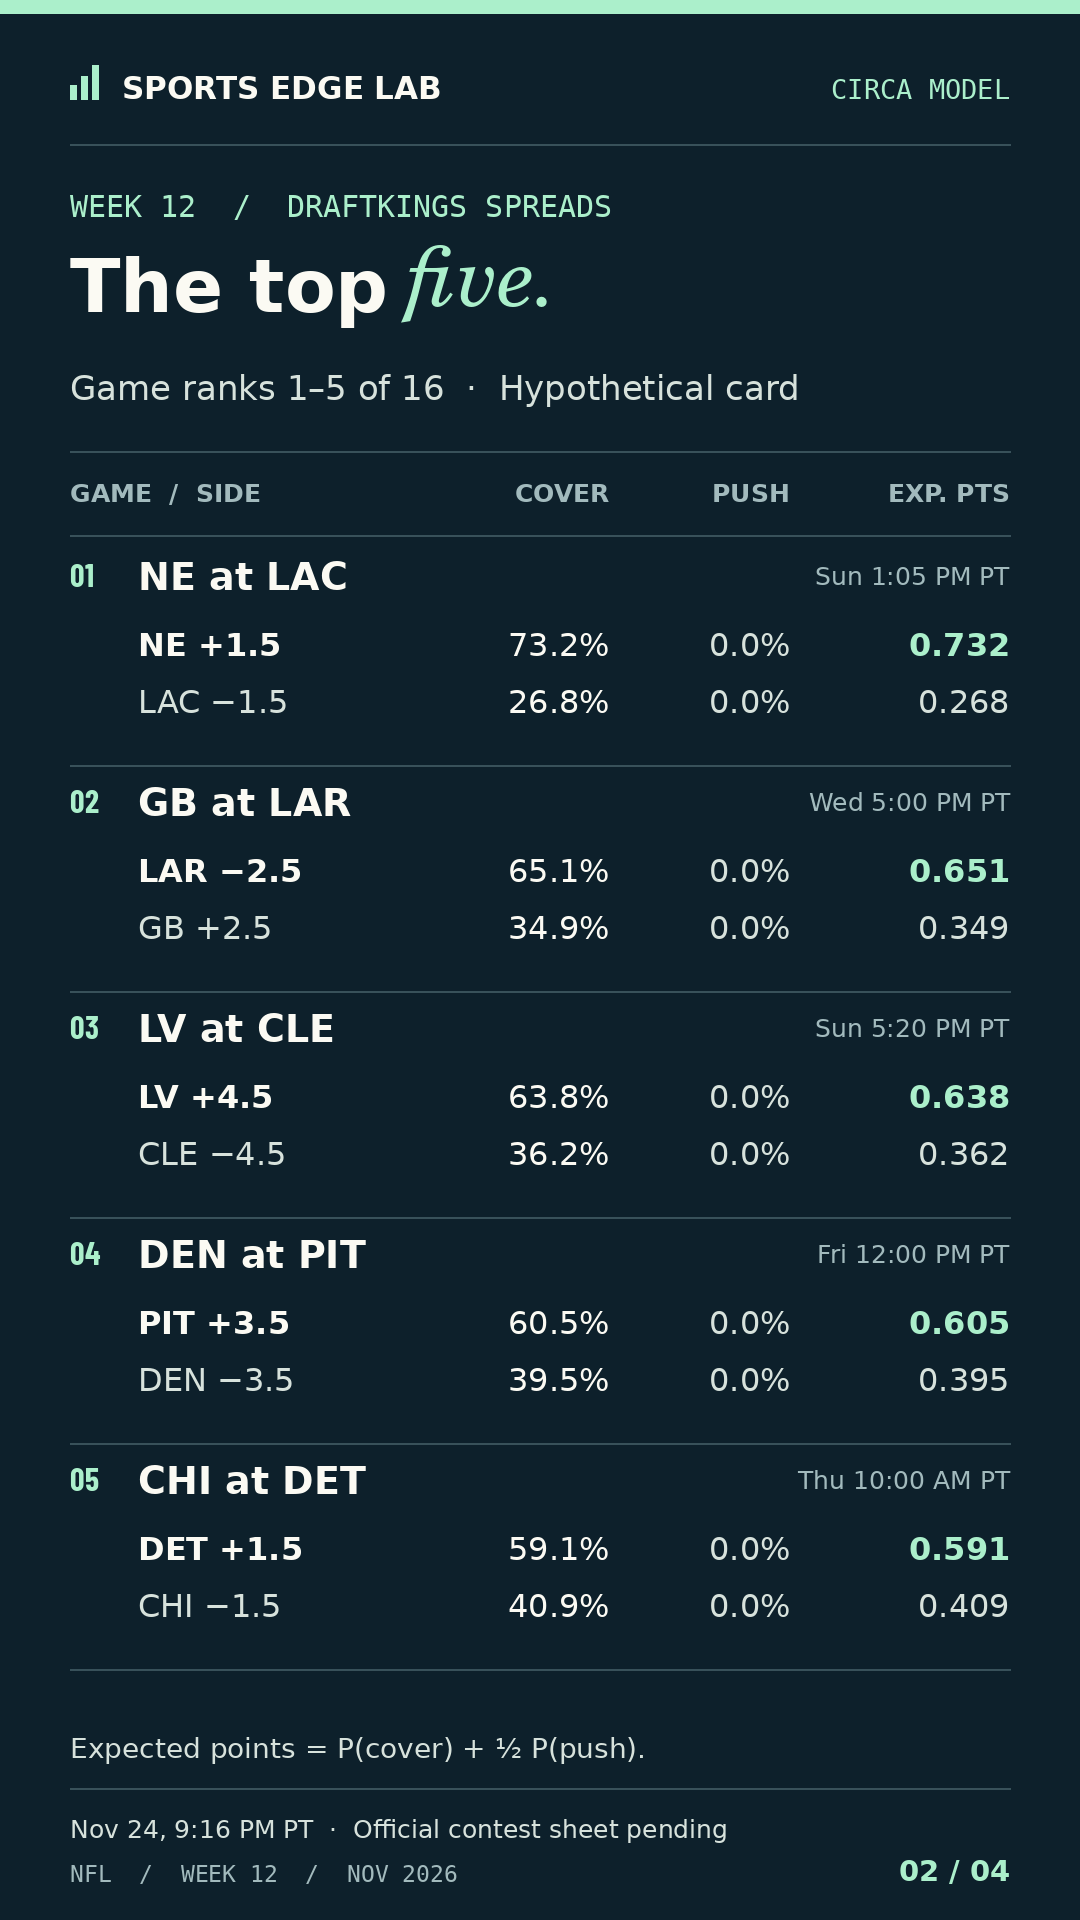 SPORTS EDGE LAB CIRCA MODEL
WEEK 12 / DRAFTKINGS SPREADS
The top five.
Game ranks 1–5 of 16 · Hypothetical card
GAME / SIDE COVER PUSH EXP. PTS
01 NE at LAC Sun 1:05 PM PT
NE +1.5 73.2% 0.0% 0.732
LAC −1.5 26.8% 0.0% 0.268
02 GB at LAR Wed 5:00 PM PT
LAR −2.5 65.1% 0.0% 0.651
GB +2.5 34.9% 0.0% 0.349
03 LV at CLE Sun 5:20 PM PT
LV +4.5 63.8% 0.0% 0.638
CLE −4.5 36.2% 0.0% 0.362
04 DEN at PIT Fri 12:00 PM PT
PIT +3.5 60.5% 0.0% 0.605
DEN −3.5 39.5% 0.0% 0.395
05 CHI at DET Thu 10:00 AM PT
DET +1.5 59.1% 0.0% 0.591
CHI −1.5 40.9% 0.0% 0.409
Expected points = P(cover) + ½ P(push).
Nov 24, 9:16 PM PT · Official contest sheet pending
NFL / WEEK 12 / NOV 2026 02 / 04